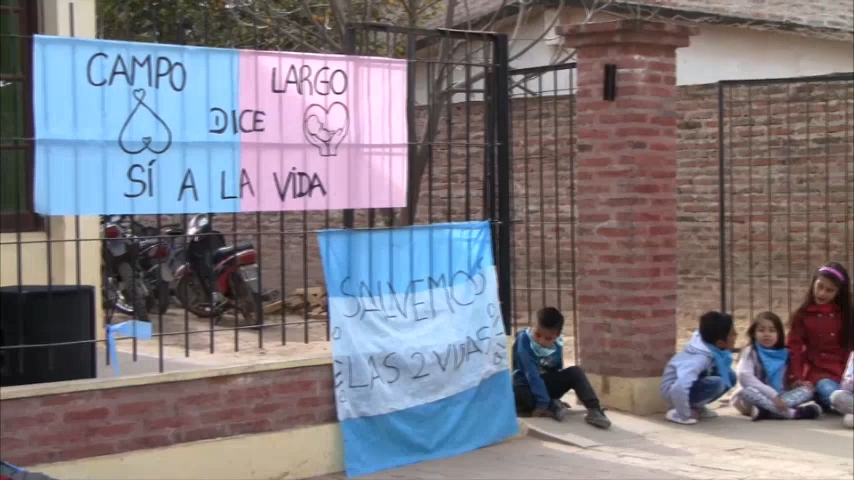 CAMPO LARGO
DICE
SÍ A LA VIDA
SALVEMOS
LAS 2 VIDAS